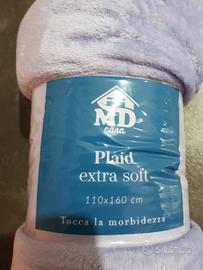 MD
casa
Plaid
extra soft
110x160 cm
Tocca la morbidezza